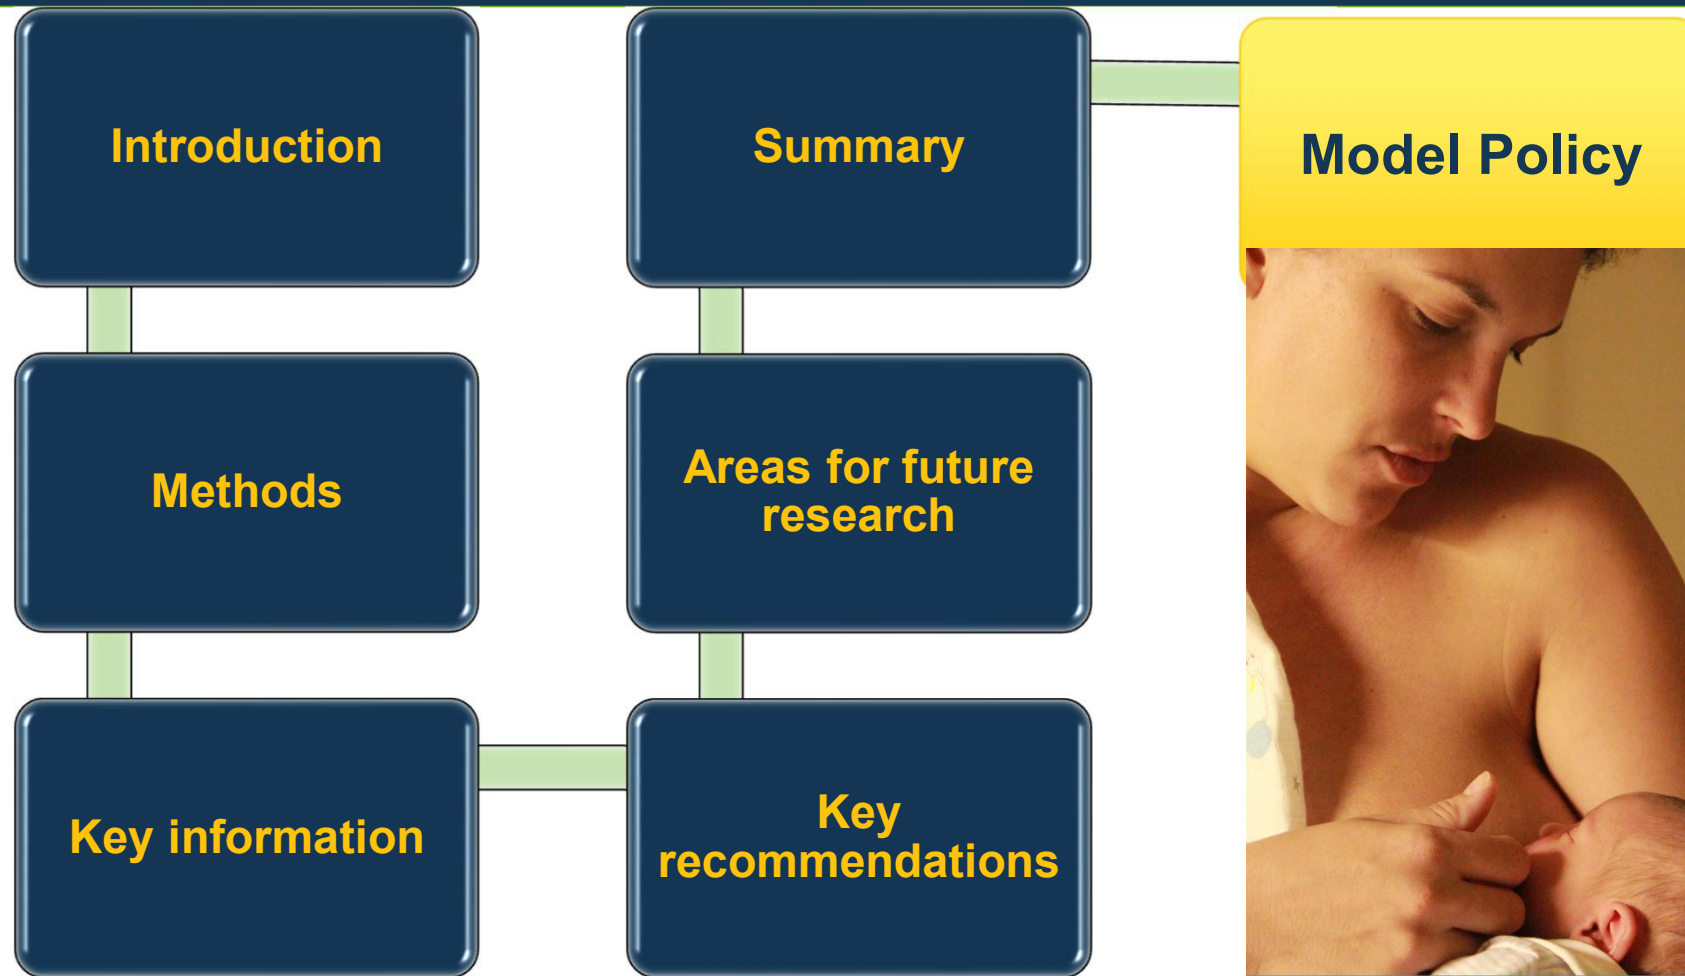 Introduction
Methods
Key information
Key
recommendations
Areas for future
research
Summary
Model Policy